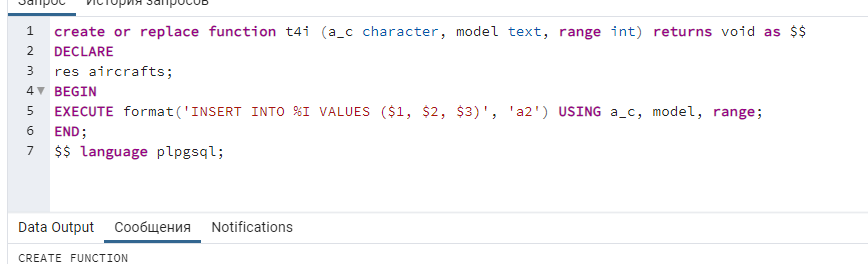 Запрос История запросов
1 create or replace function t4i (a_c character, model text, range int) returns void as $$
2 DECLARE
3 res aircrafts;
4 BEGIN
5 EXECUTE format('INSERT INTO %I VALUES ($1, $2, $3)', 'a2') USING a_c, model, range;
6 END;
7 $$ language plpgsql;
Data Output Сообщения Notifications
CREATE FUNCTION